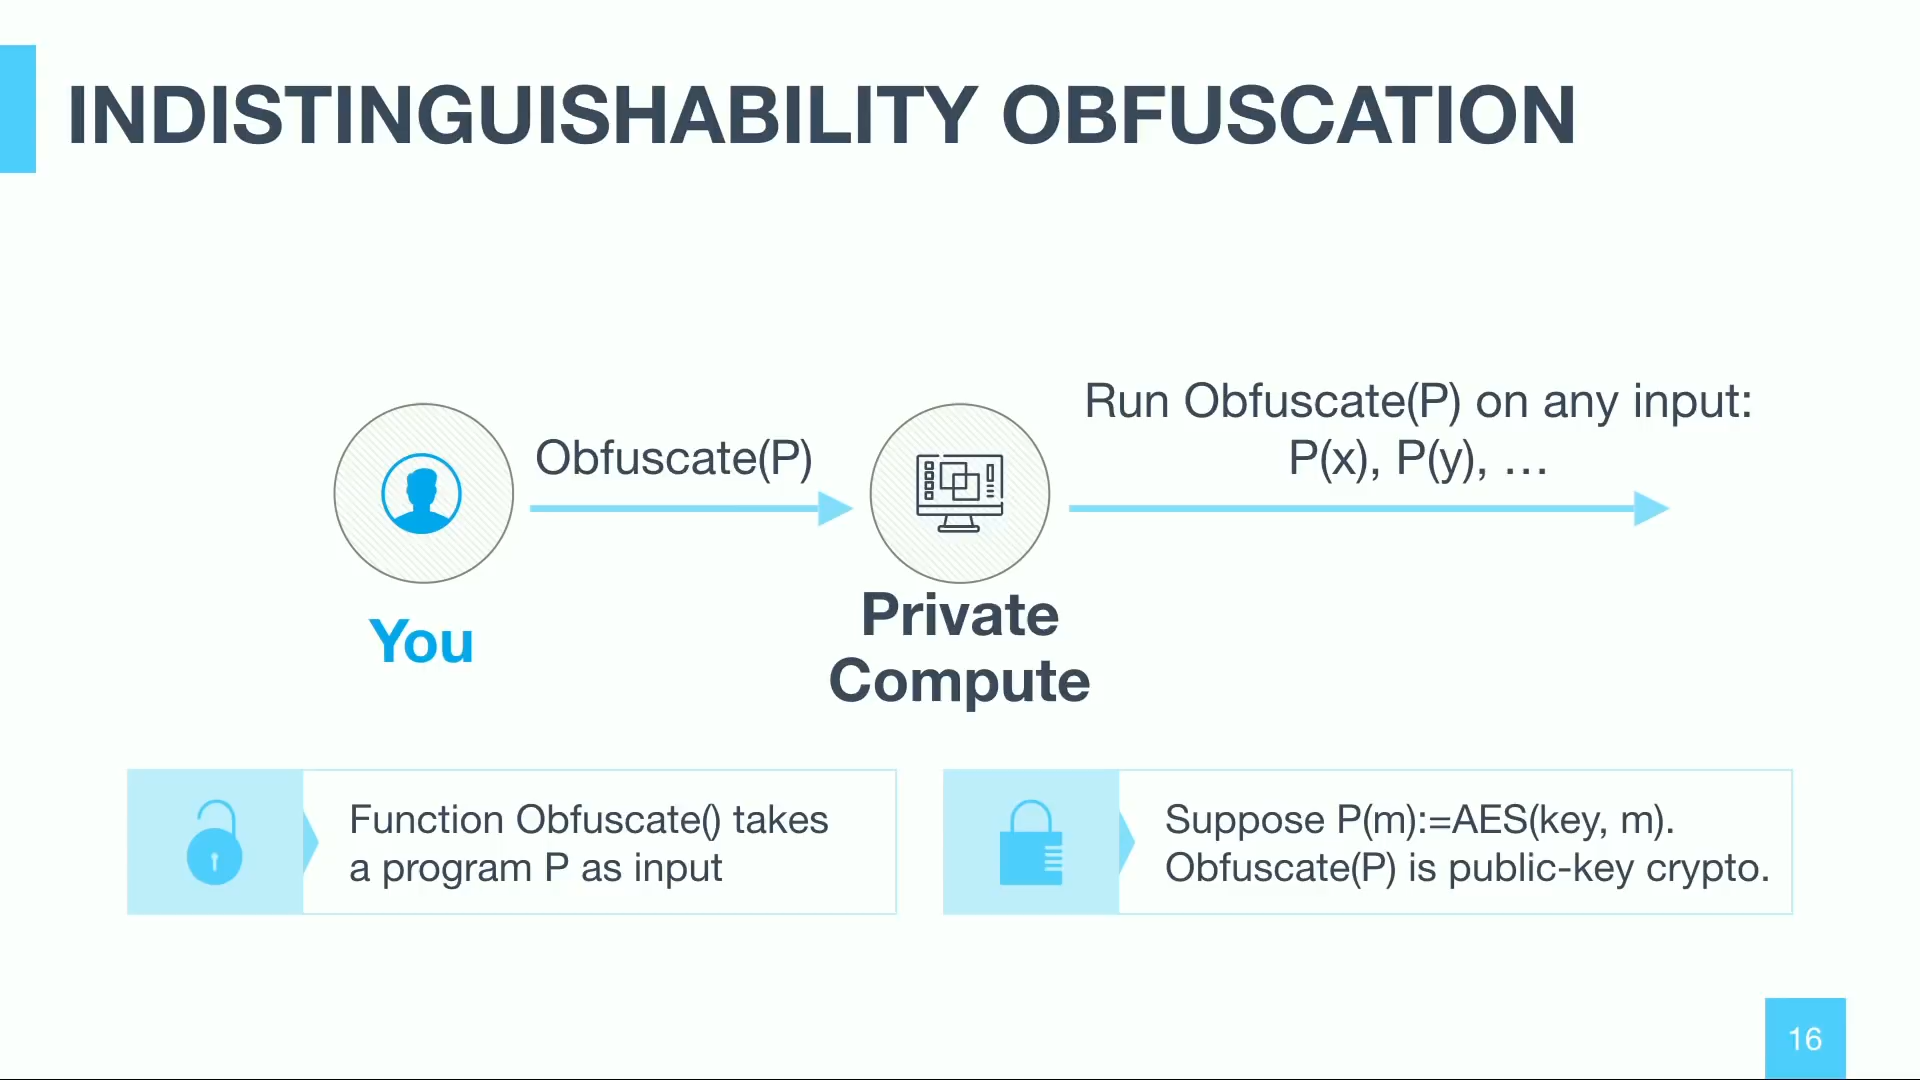 INDISTINGUISHABILITY OBFUSCATION
Obfuscate(P)
Run Obfuscate(P) on any input:
P(x), P(y), …
You
Private
Compute
Function Obfuscate() takes
a program P as input
Suppose P(m):=AES(key, m).
Obfuscate(P) is public-key crypto.
16